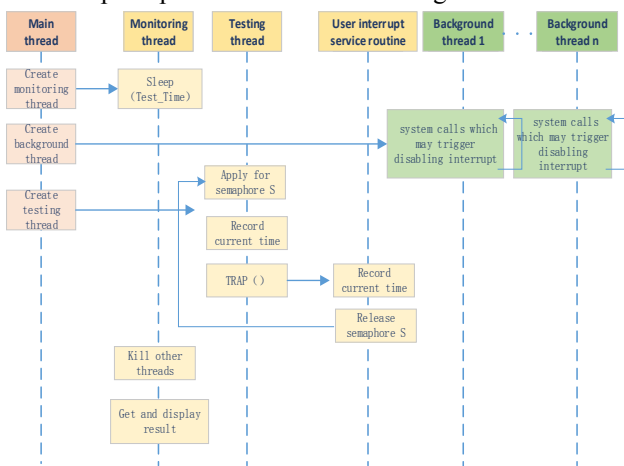 Main
thread
Monitoring
thread
Testing
thread
User interrupt
service routine
Background
thread 1
. . .
Background
thread n
Create
monitoring
thread
Sleep
(Test_Time)
Create
background
thread
system calls which
may trigger
disabling interrupt
system calls
which may trigger
disabling
interrupt
Create
testing
thread
Apply for
semaphore S
Record
current time
TRAP ()
Record
current time
Release
semaphore S
Kill other
threads
Get and display
result